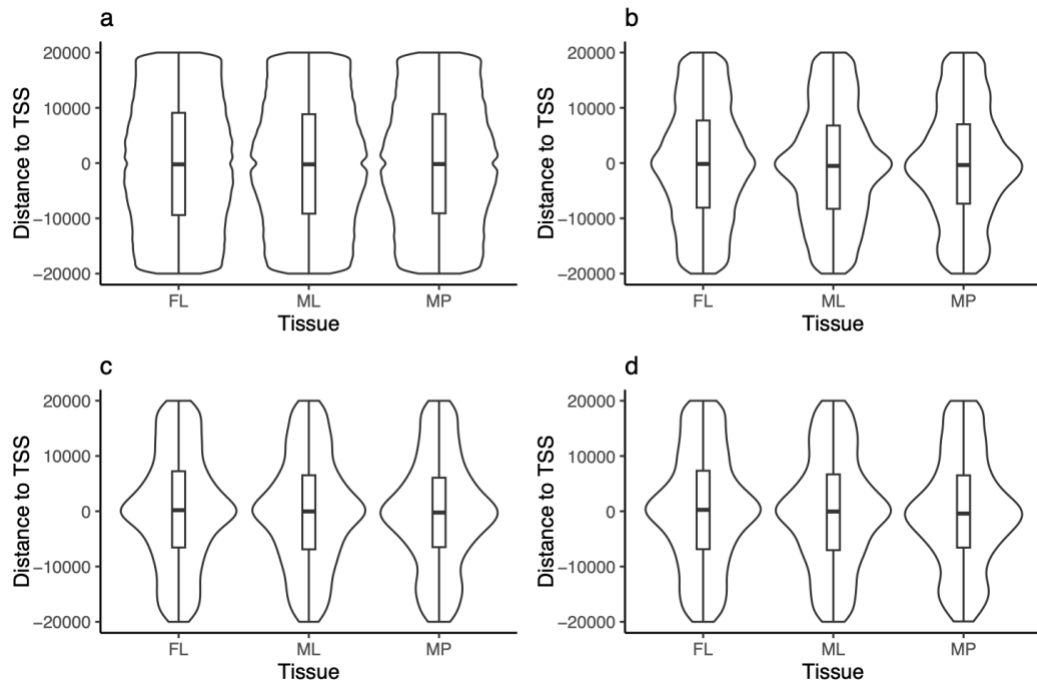 a
20000
10000
0
−10000
−20000
Distance to TSS
FL ML MP
Tissue
b
20000
10000
0
−10000
−20000
Distance to TSS
FL ML MP
Tissue
c
20000
10000
0
−10000
−20000
Distance to TSS
FL ML MP
Tissue
d
20000
10000
0
−10000
−20000
Distance to TSS
FL ML MP
Tissue